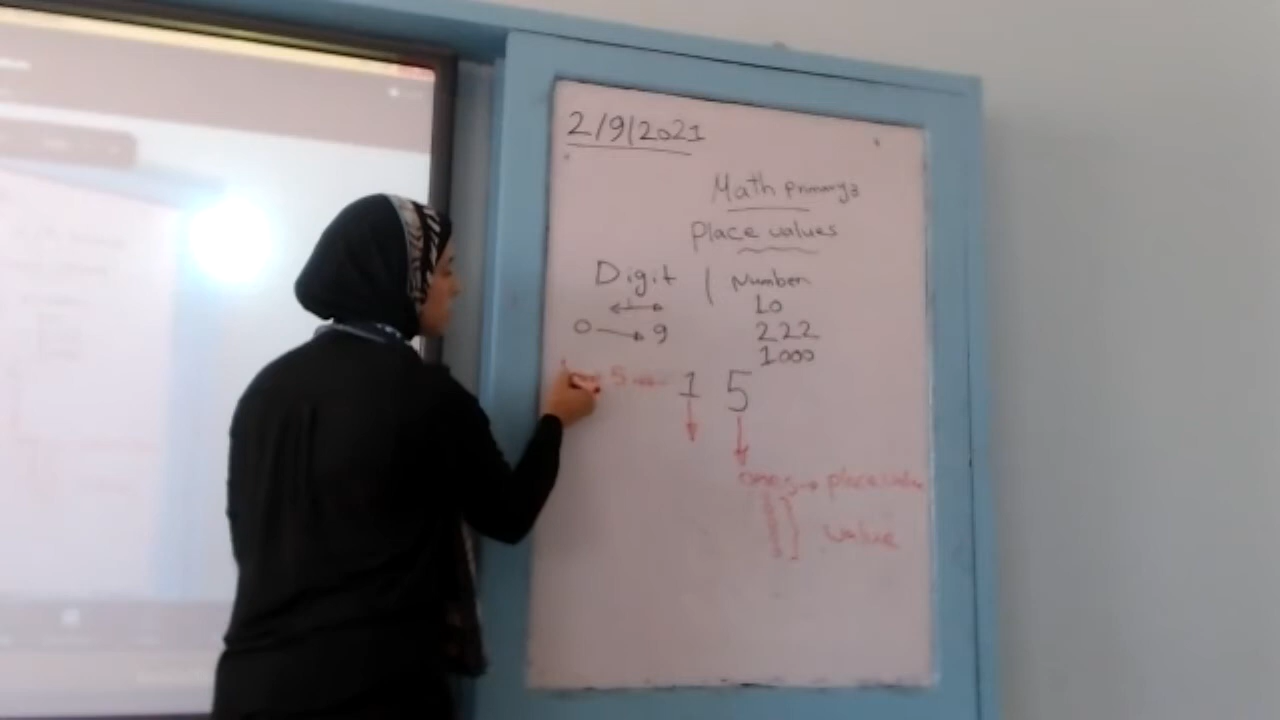 2/9/2021
Math Primary 3
Place values
Digit | Number
10
0 → 9 222
1000
5 1 5
ones → place value
value